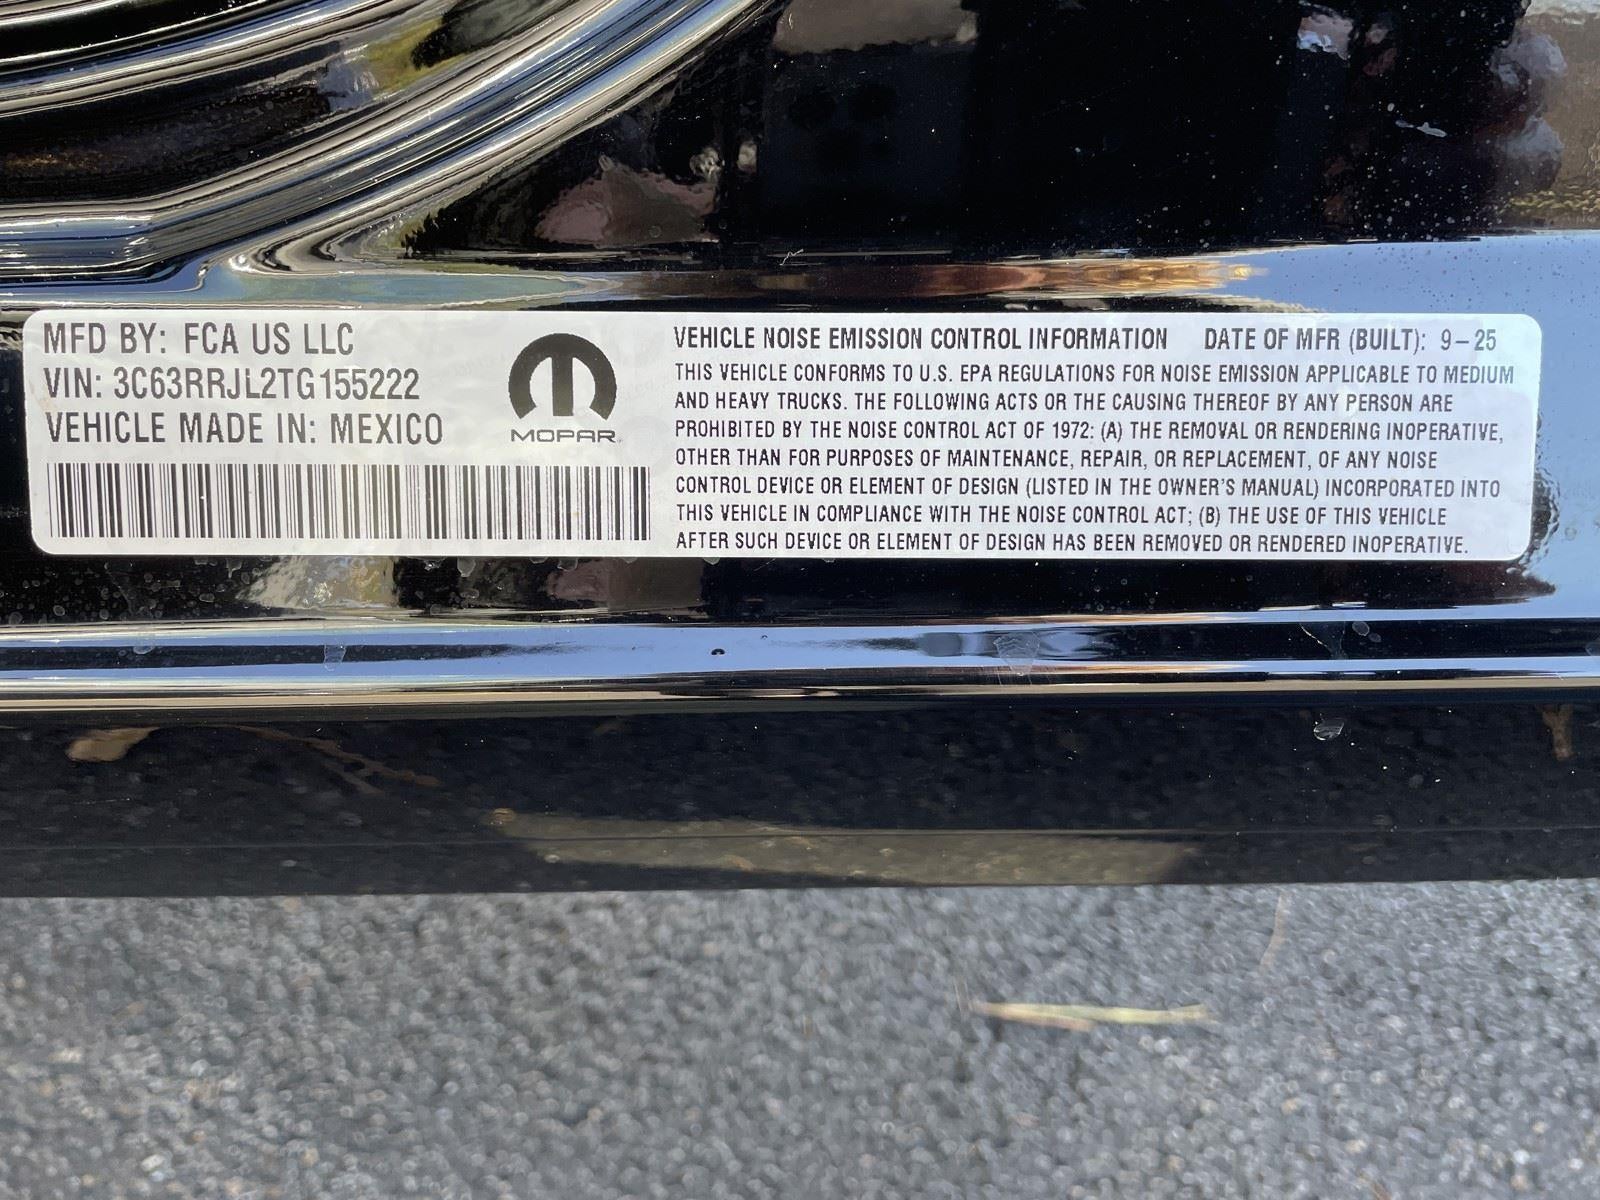 MFD BY: FCA US LLC
VIN: 3C63RRJL2TG155222
VEHICLE MADE IN: MEXICO
MOPAR
VEHICLE NOISE EMISSION CONTROL INFORMATION DATE OF MFR (BUILT): 9-25
THIS VEHICLE CONFORMS TO U.S. EPA REGULATIONS FOR NOISE EMISSION APPLICABLE TO MEDIUM
AND HEAVY TRUCKS. THE FOLLOWING ACTS OR THE CAUSING THEREOF BY ANY PERSON ARE
PROHIBITED BY THE NOISE CONTROL ACT OF 1972: (A) THE REMOVAL OR RENDERING INOPERATIVE,
OTHER THAN FOR PURPOSES OF MAINTENANCE, REPAIR, OR REPLACEMENT, OF ANY NOISE
CONTROL DEVICE OR ELEMENT OF DESIGN (LISTED IN THE OWNER'S MANUAL) INCORPORATED INTO
THIS VEHICLE IN COMPLIANCE WITH THE NOISE CONTROL ACT; (B) THE USE OF THIS VEHICLE
AFTER SUCH DEVICE OR ELEMENT OF DESIGN HAS BEEN REMOVED OR RENDERED INOPERATIVE.